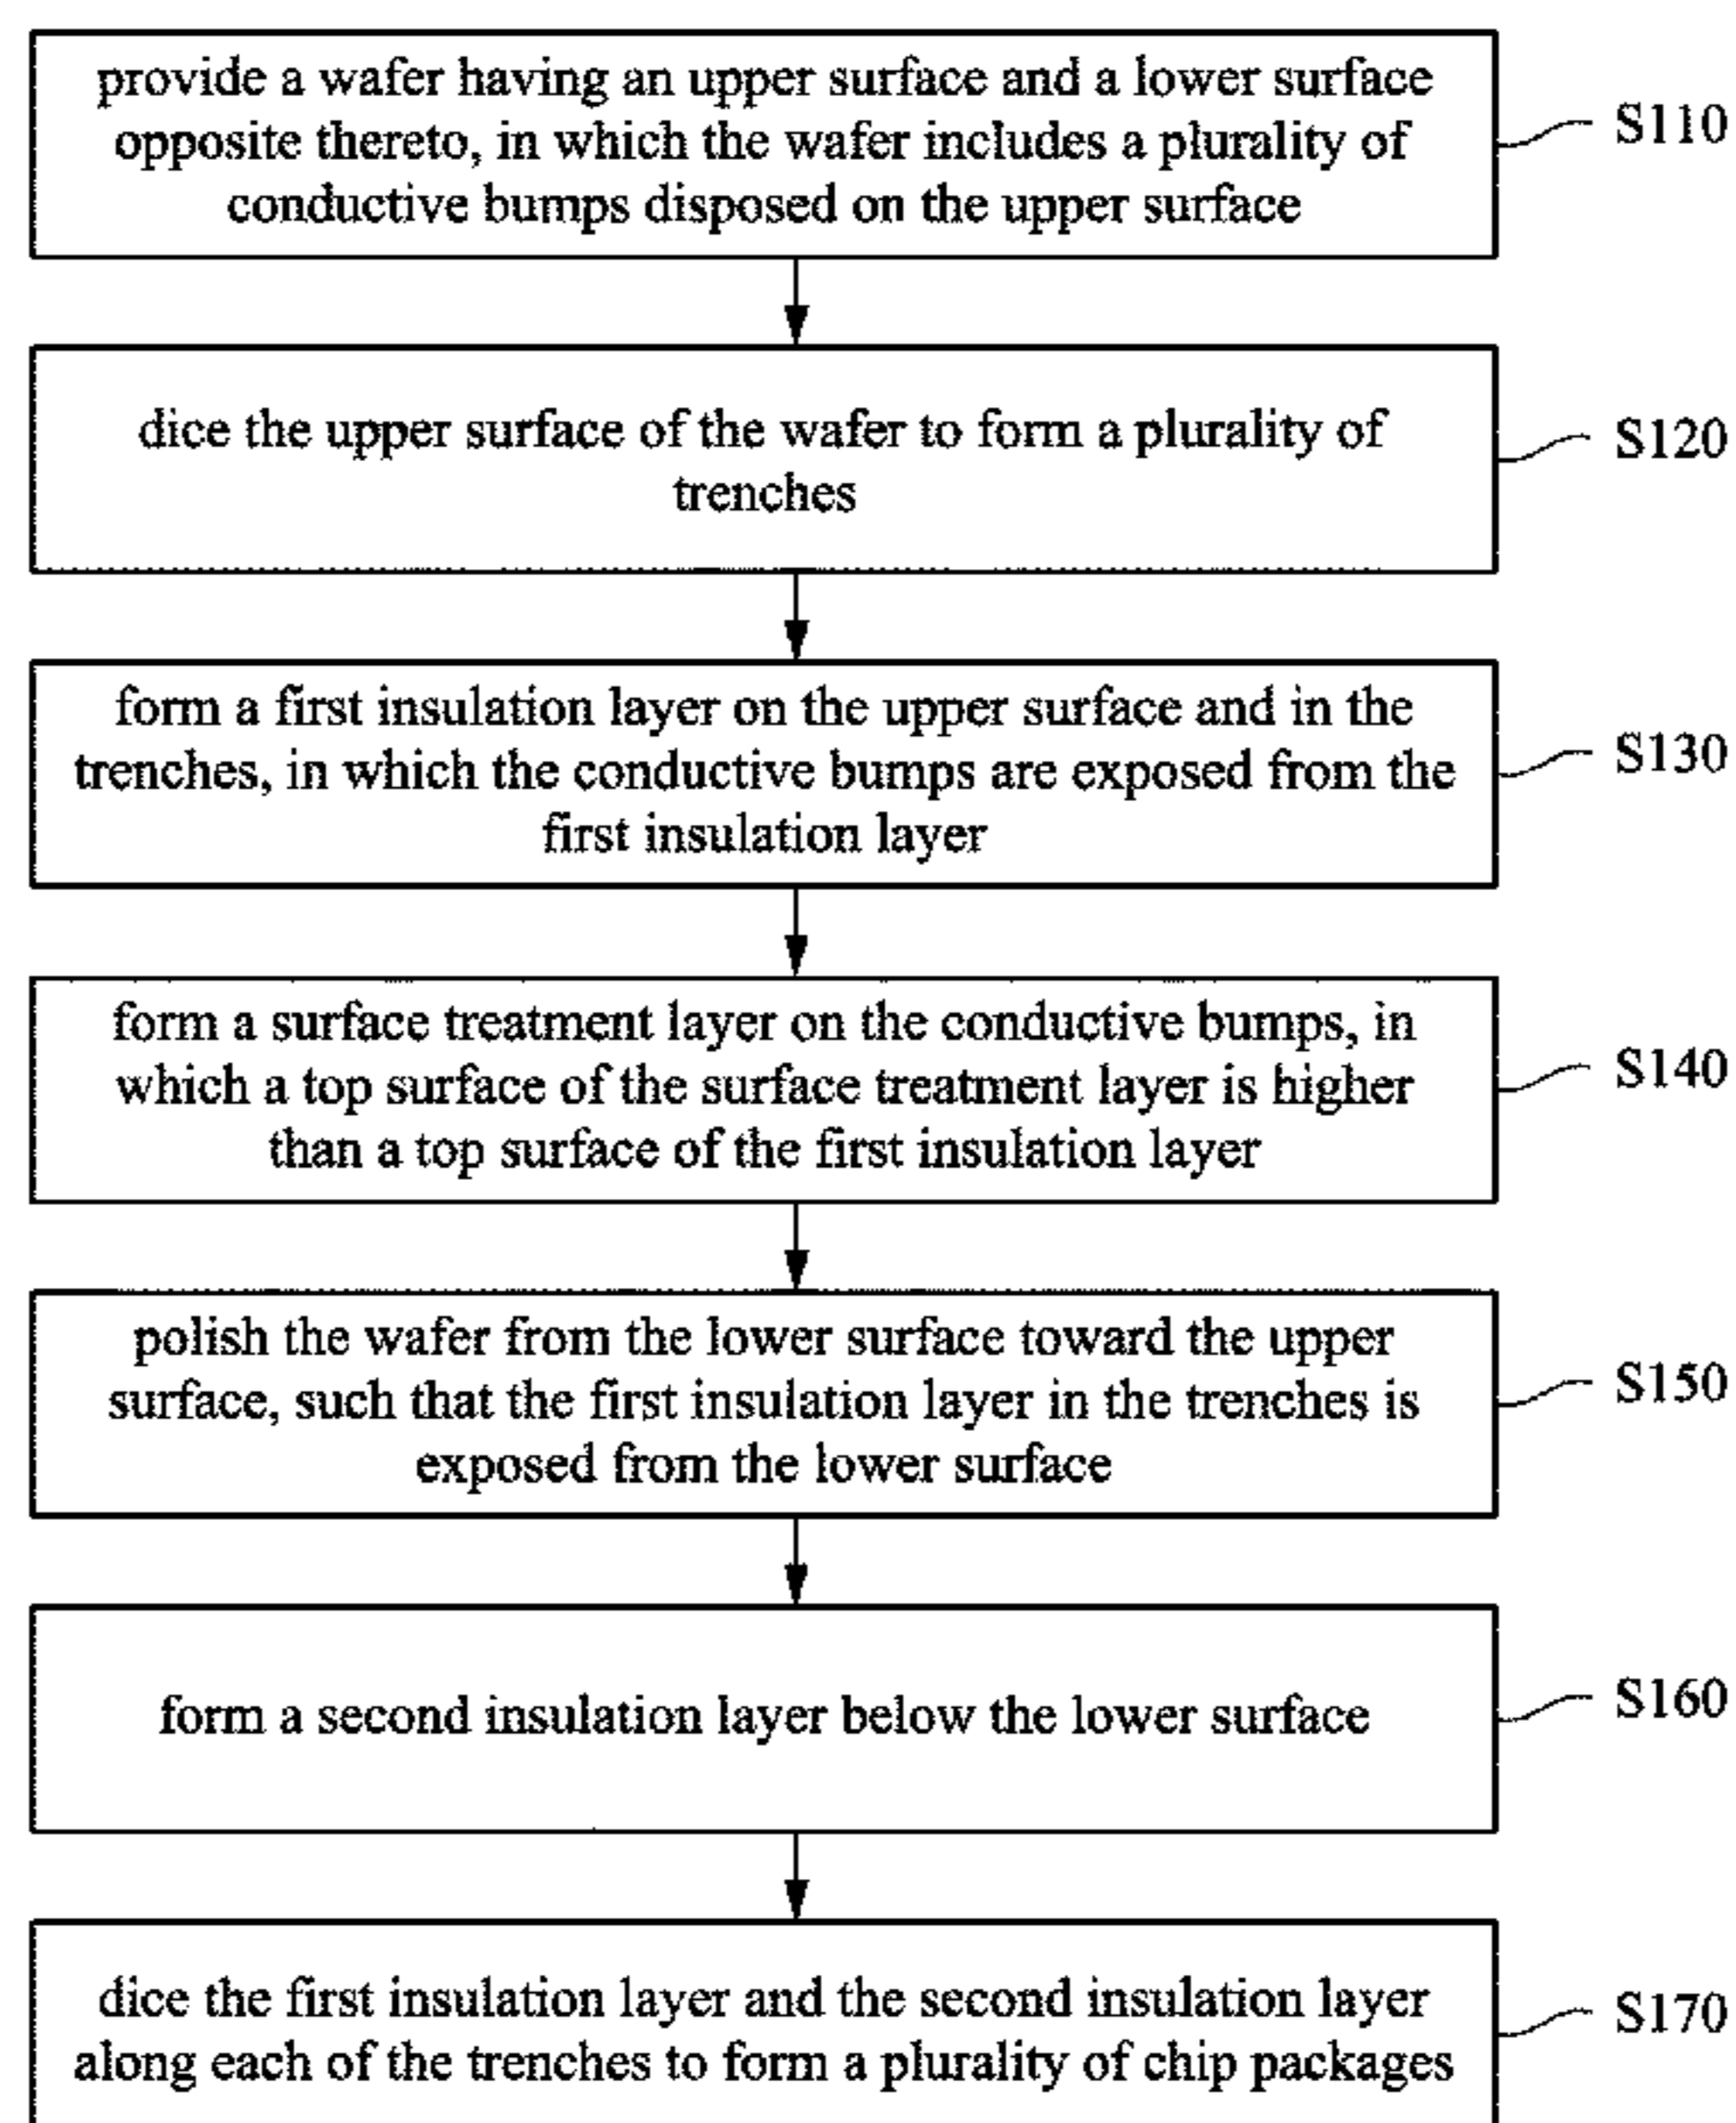 provide a wafer having an upper surface and a lower surface
opposite thereto, in which the wafer includes a plurality of
conductive bumps disposed on the upper surface
S110
dice the upper surface of the wafer to form a plurality of
trenches
S120
form a first insulation layer on the upper surface and in the
trenches, in which the conductive bumps are exposed from the
first insulation layer
S130
form a surface treatment layer on the conductive bumps, in
which a top surface of the surface treatment layer is higher
than a top surface of the first insulation layer
S140
polish the wafer from the lower surface toward the upper
surface, such that the first insulation layer in the trenches is
exposed from the lower surface
S150
form a second insulation layer below the lower surface
S160
dice the first insulation layer and the second insulation layer
along each of the trenches to form a plurality of chip packages
S170